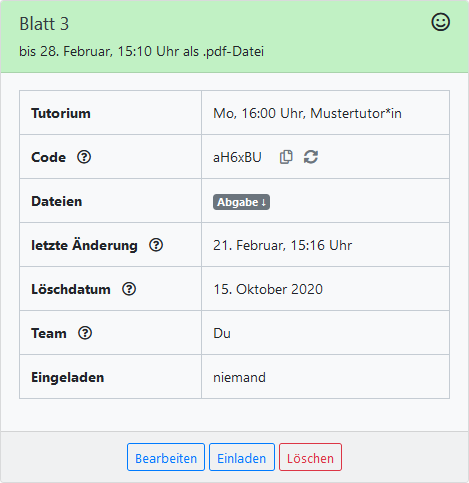 Blatt 3
bis 28. Februar, 15:10 Uhr als .pdf-Datei
Tutorium Mo, 16:00 Uhr, Mustertutor*in
Code aH6xBU
Dateien Abgabe ↓
letzte Änderung 21. Februar, 15:16 Uhr
Löschdatum 15. Oktober 2020
Team Du
Eingeladen niemand
Bearbeiten Einladen Löschen